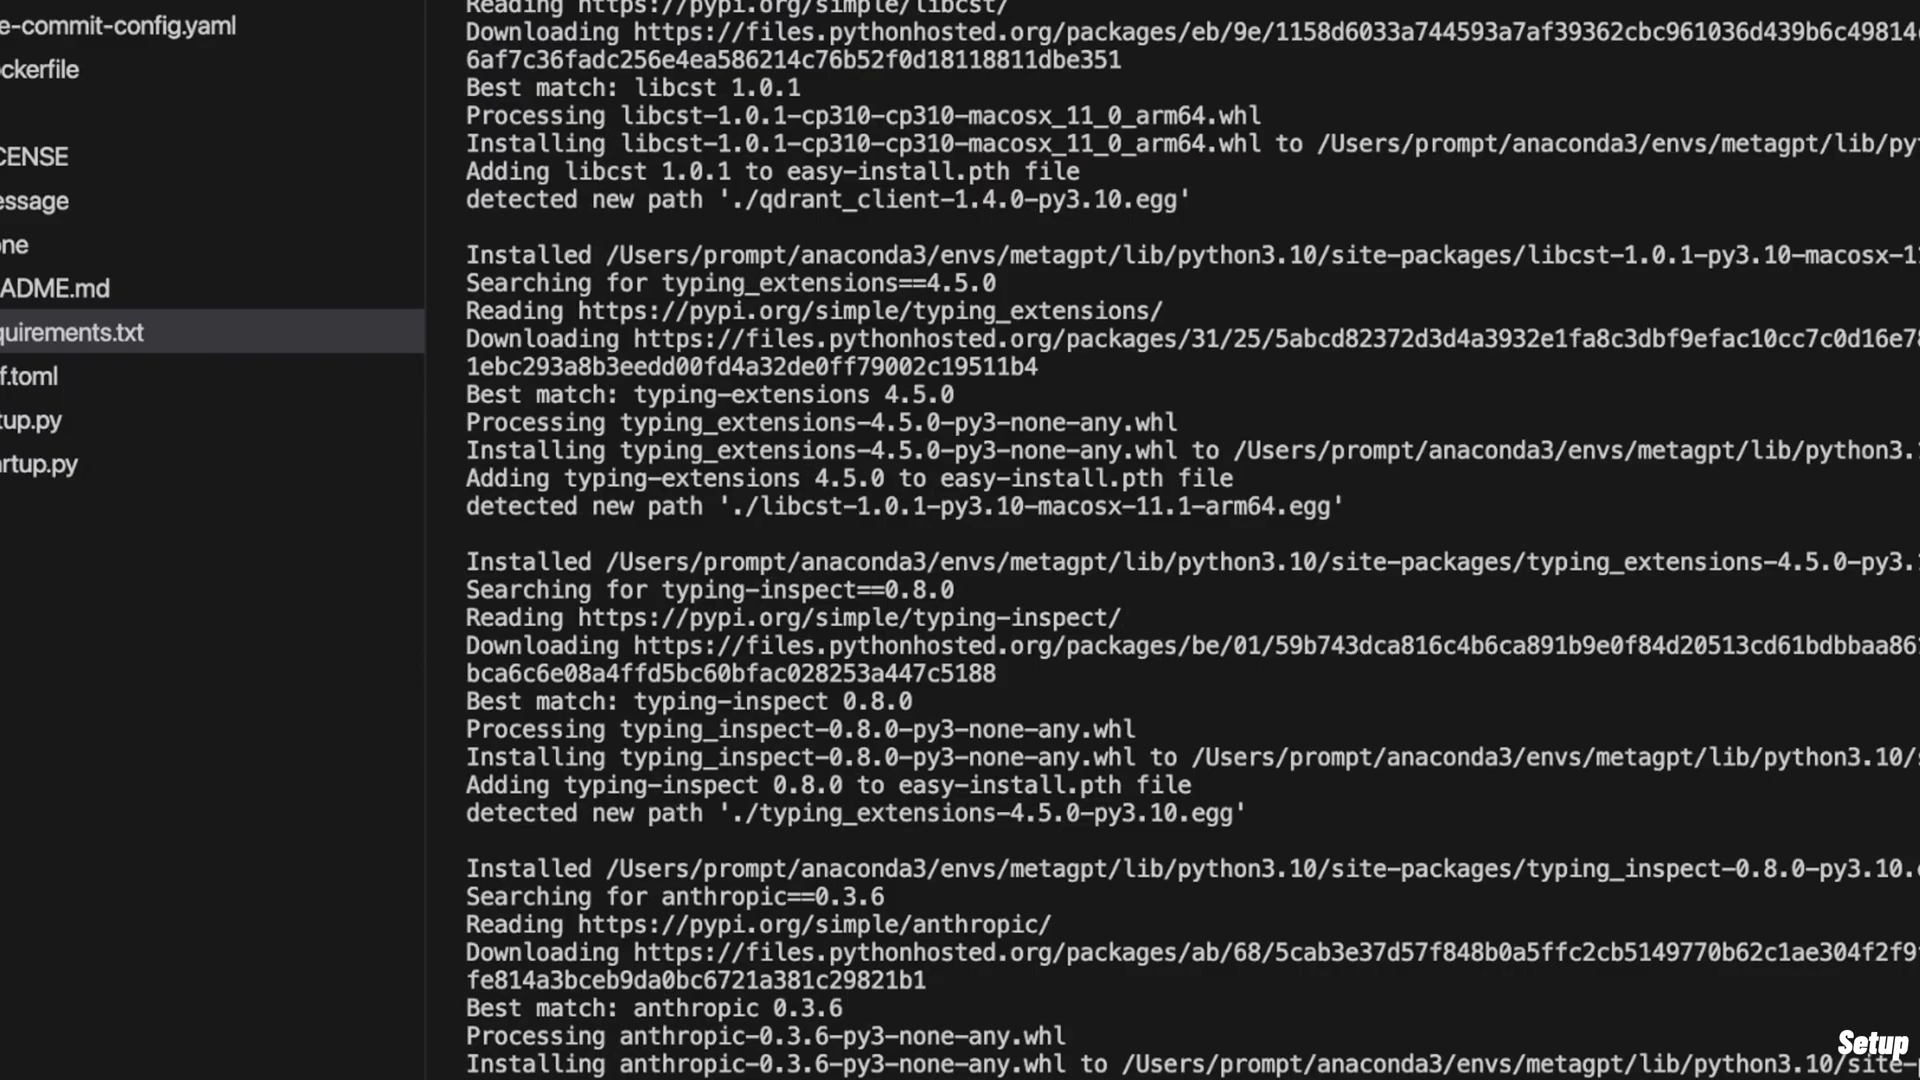 e-commit-config.yaml
ckerfile
CENSE
essage
one
ADME.md
quirements.txt
f.toml
tup.py
artup.py
Reading https://pypi.org/simple/libcst/
Downloading https://files.pythonhosted.org/packages/eb/9e/1158d6033a744593a7af39362cbc961036d439b6c49814
6af7c36fadc256e4ea586214c76b52f0d18118811dbe351
Best match: libcst 1.0.1
Processing libcst-1.0.1-cp310-cp310-macosx_11_0_arm64.whl
Installing libcst-1.0.1-cp310-cp310-macosx_11_0_arm64.whl to /Users/prompt/anaconda3/envs/metagpt/lib/py
Adding libcst 1.0.1 to easy-install.pth file
detected new path './qdrant_client-1.4.0-py3.10.egg'
Installed /Users/prompt/anaconda3/envs/metagpt/lib/python3.10/site-packages/libcst-1.0.1-py3.10-macosx-1
Searching for typing_extensions==4.5.0
Reading https://pypi.org/simple/typing_extensions/
Downloading https://files.pythonhosted.org/packages/31/25/5abcd82372d3d4a3932e1fa8c3dbf9efac10cc7c0d16e7
1ebc293a8b3eedd00fd4a32de0ff79002c19511b4
Best match: typing-extensions 4.5.0
Processing typing_extensions-4.5.0-py3-none-any.whl
Installing typing_extensions-4.5.0-py3-none-any.whl to /Users/prompt/anaconda3/envs/metagpt/lib/python3.
Adding typing-extensions 4.5.0 to easy-install.pth file
detected new path './libcst-1.0.1-py3.10-macosx-11.1-arm64.egg'
Installed /Users/prompt/anaconda3/envs/metagpt/lib/python3.10/site-packages/typing_extensions-4.5.0-py3.
Searching for typing-inspect==0.8.0
Reading https://pypi.org/simple/typing-inspect/
Downloading https://files.pythonhosted.org/packages/be/01/59b743dca816c4b6ca891b9e0f84d20513cd61bdbbaa86
bca6c6e08a4ffd5bc60bfac028253a447c5188
Best match: typing-inspect 0.8.0
Processing typing_inspect-0.8.0-py3-none-any.whl
Installing typing_inspect-0.8.0-py3-none-any.whl to /Users/prompt/anaconda3/envs/metagpt/lib/python3.10/
Adding typing-inspect 0.8.0 to easy-install.pth file
detected new path './typing_extensions-4.5.0-py3.10.egg'
Installed /Users/prompt/anaconda3/envs/metagpt/lib/python3.10/site-packages/typing_inspect-0.8.0-py3.10.
Searching for anthropic==0.3.6
Reading https://pypi.org/simple/anthropic/
Downloading https://files.pythonhosted.org/packages/ab/68/5cab3e37d57f848b0a5ffc2cb5149770b62c1ae304f2f9
fe814a3bceb9da0bc6721a381c29821b1
Best match: anthropic 0.3.6
Processing anthropic-0.3.6-py3-none-any.whl
Installing anthropic-0.3.6-py3-none-any.whl to /Users/prompt/anaconda3/envs/metagpt/lib/python3.10/site-
Setup